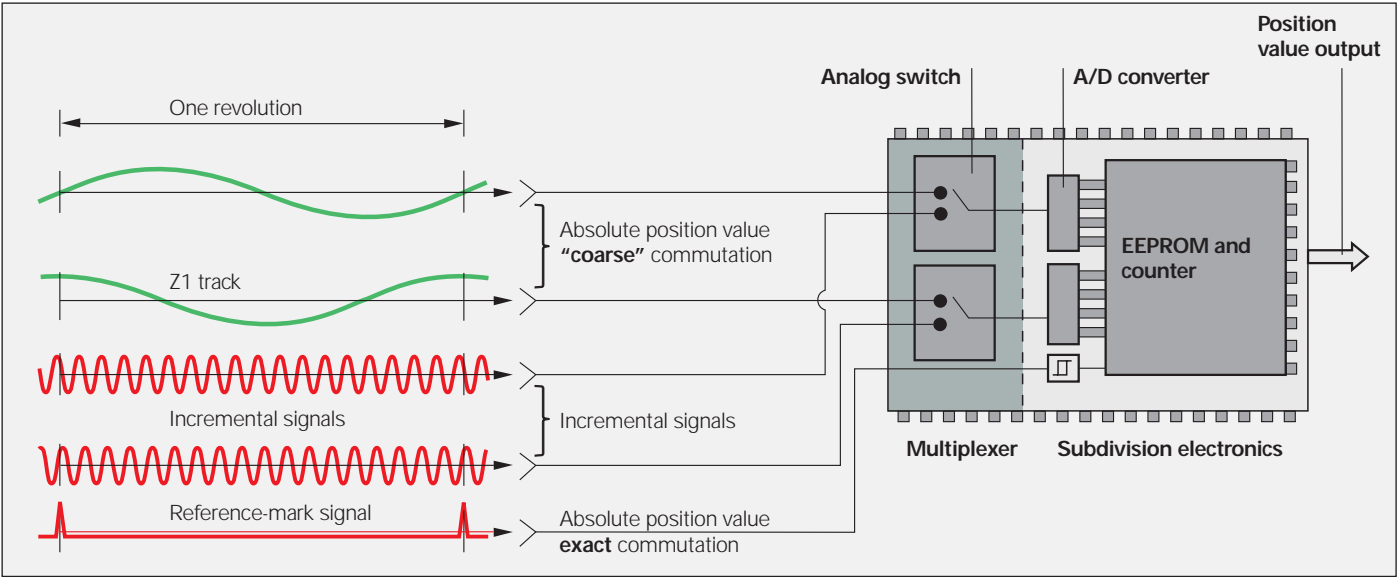 Position
value output
Analog switch
A/D converter
One revolution
Absolute position value
“coarse” commutation
EEPROM and
counter
Z1 track
Incremental signals
Incremental signals
Multiplexer
Subdivision electronics
Reference-mark signal
Absolute position value
exact commutation